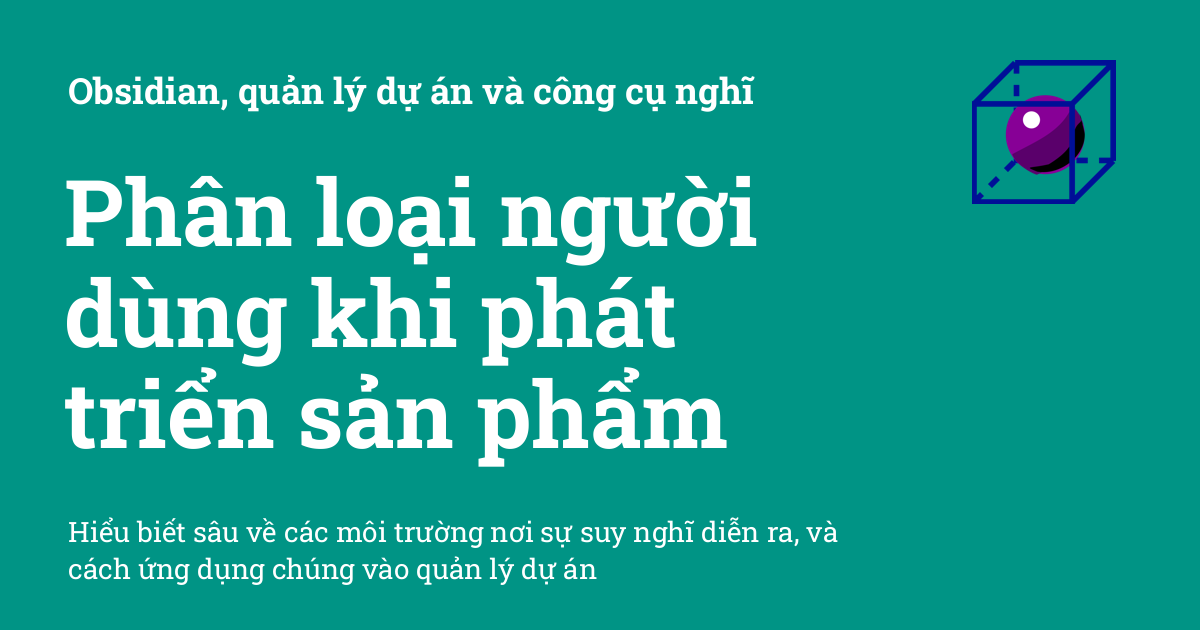 Obsidian, quản lý dự án và công cụ nghĩ
Phân loại người
dùng khi phát
triển sản phẩm
Hiểu biết sâu về các môi trường nơi sự suy nghĩ diễn ra, và
cách ứng dụng chúng vào quản lý dự án